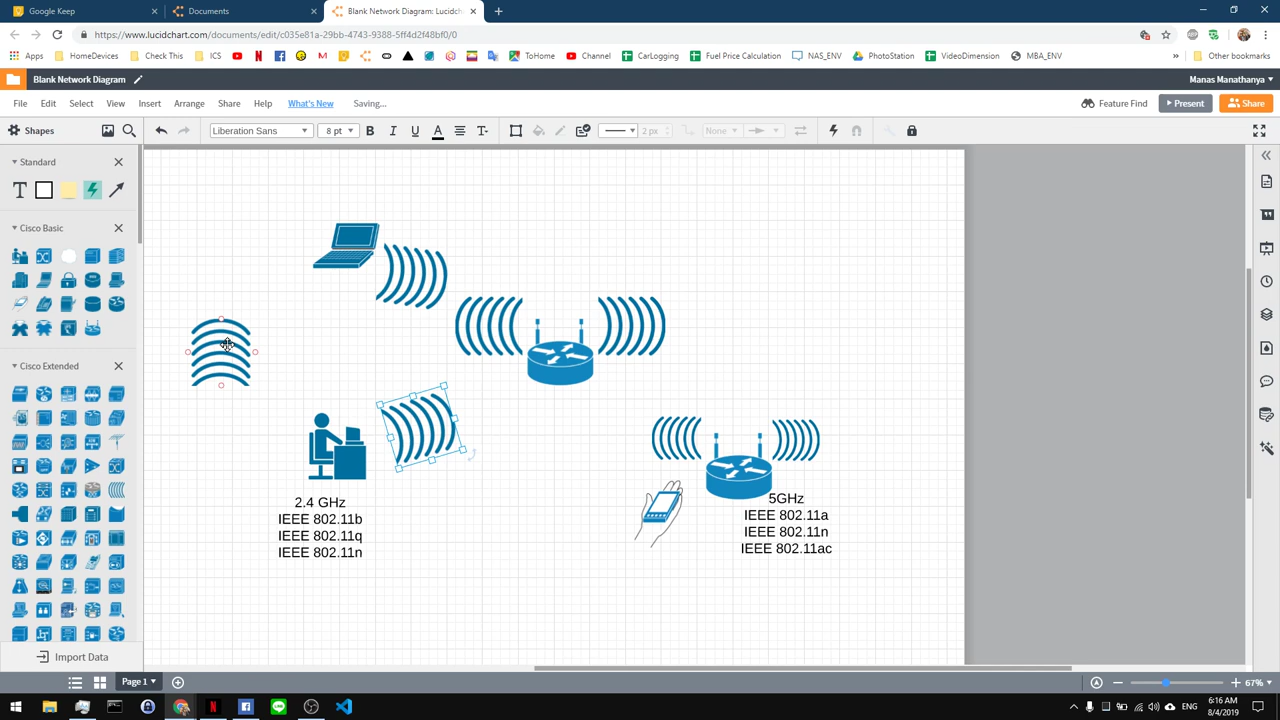 Google Keep
Documents
Blank Network Diagram: Lucidch
https://www.lucidchart.com/documents/edit/c035e81a-29bb-4743-9388-5ff4d2f48bf0/0
Apps
HomeDevices
Check This
ICS
ToHome
Channel
CarLogging
Fuel Price Calculation
NAS_ENV
PhotoStation
VideoDimension
MBA_ENV
»
Other bookmarks
Blank Network Diagram
Manas Manathanya
File
Edit
Select
View
Insert
Arrange
Share
Help
What's New
Saving...
Feature Find
Present
Share
Shapes
Liberation Sans
8 pt
B
I
U
A
2 px
None
Standard
Cisco Basic
Cisco Extended
2.4 GHz
IEEE 802.11b
IEEE 802.11q
IEEE 802.11n
5GHz
IEEE 802.11a
IEEE 802.11n
IEEE 802.11ac
Import Data
Page 1
67%
ENG
6:16 AM
8/4/2019